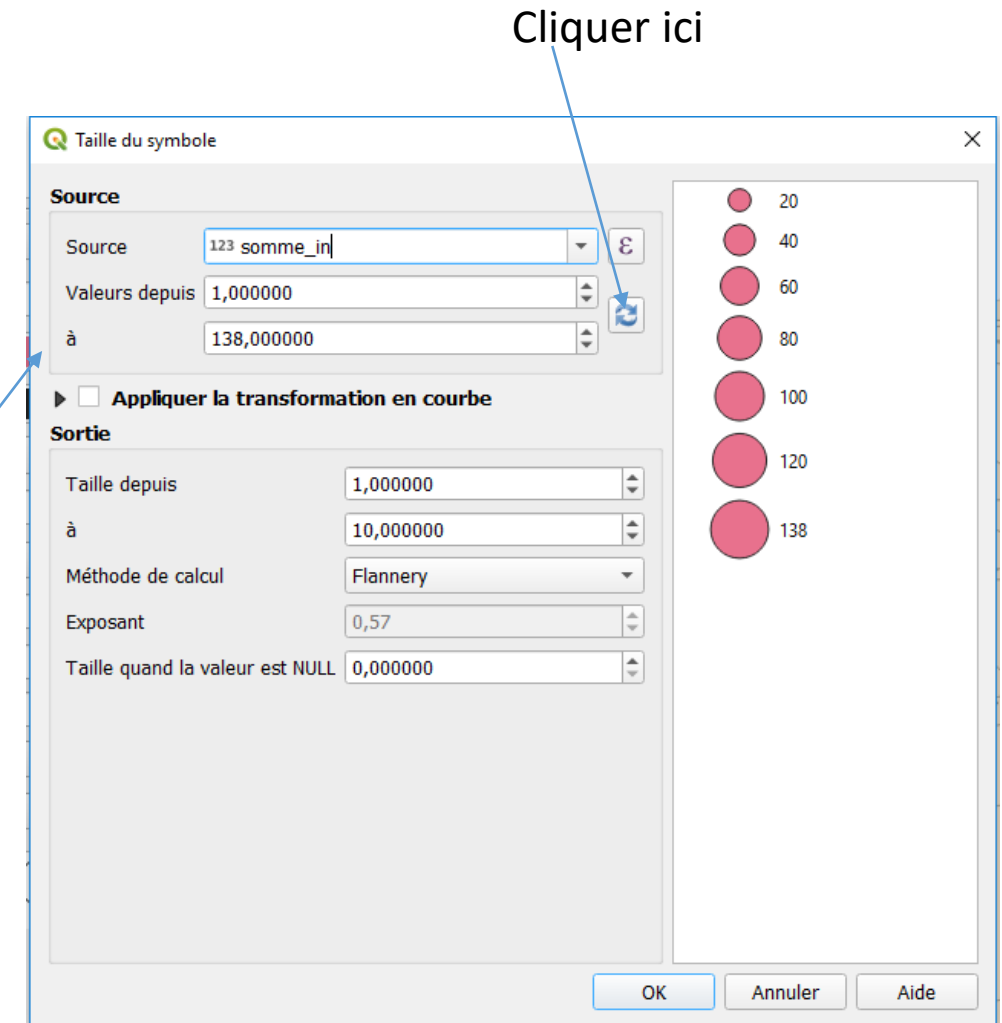 Cliquer ici
Taille du symbole
Source
Source 123 somme_in ε
Valeurs depuis 1,000000
à 138,000000
Appliquer la transformation en courbe
Sortie
Taille depuis 1,000000
à 10,000000
Méthode de calcul Flannery
Exposant 0,57
Taille quand la valeur est NULL 0,000000
20
40
60
80
100
120
138
OK Annuler Aide